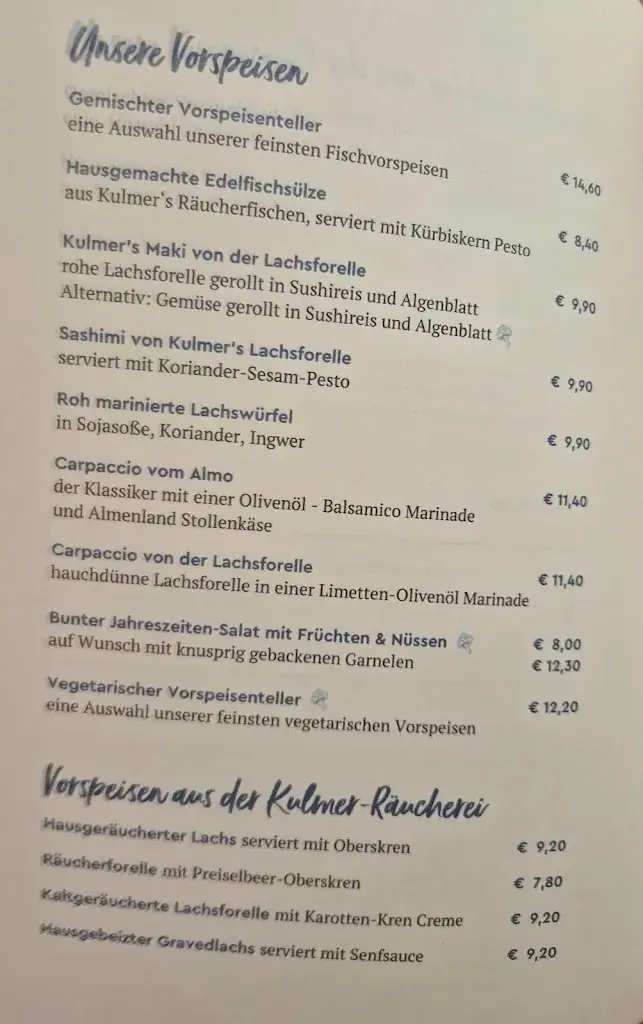 Unsere Vorspeisen
Gemischter Vorspeisenteller
eine Auswahl unserer feinsten Fischvorspeisen € 14,60
Hausgemachte Edelfischsülze
aus Kulmer's Räucherfischen, serviert mit Kürbiskern Pesto € 8,40
Kulmer's Maki von der Lachsforelle
rohe Lachsforelle gerollt in Sushireis und Algenblatt € 9,90
Alternativ: Gemüse gerollt in Sushireis und Algenblatt
Sashimi von Kulmer's Lachsforelle
serviert mit Koriander-Sesam-Pesto € 9,90
Roh marinierte Lachswürfel
in Sojasoße, Koriander, Ingwer € 9,90
Carpaccio vom Almo
der Klassiker mit einer Olivenöl - Balsamico Marinade € 11,40
und Almenland Stollenkäse
Carpaccio von der Lachsforelle
hauchdünne Lachsforelle in einer Limetten-Olivenöl Marinade € 11,40
Bunter Jahreszeiten-Salat mit Früchten & Nüssen € 8,00
auf Wunsch mit knusprig gebackenen Garnelen € 12,30
Vegetarischer Vorspeisenteller
eine Auswahl unserer feinsten vegetarischen Vorspeisen € 12,20
Vorspeisen aus der Kulmer-Räucherei
Hausgeräucherter Lachs serviert mit Oberskren € 9,20
Räucherforelle mit Preiselbeer-Oberskren € 7,80
Kaltgeräucherte Lachsforelle mit Karotten-Kren Creme € 9,20
Hausgebeizter Gravedlachs serviert mit Senfsauce € 9,20